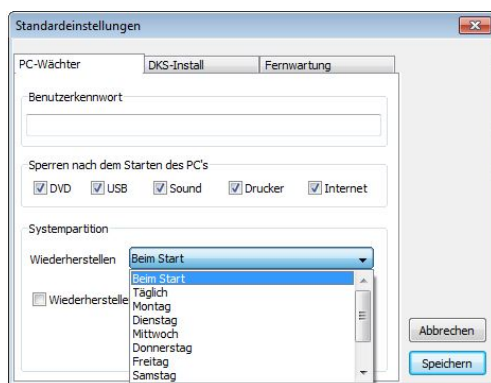 Standardeinstellungen
PC-Wächter DKS-Install Fernwartung
Benutzerkennwort
Sperren nach dem Starten des PC's
DVD USB Sound Drucker Internet
Systempartition
Wiederherstellen Beim Start
Beim Start
Täglich
Wiederherstelle
Montag
Dienstag
Mittwoch
Donnerstag
Freitag
Samstag
Abbrechen
Speichern